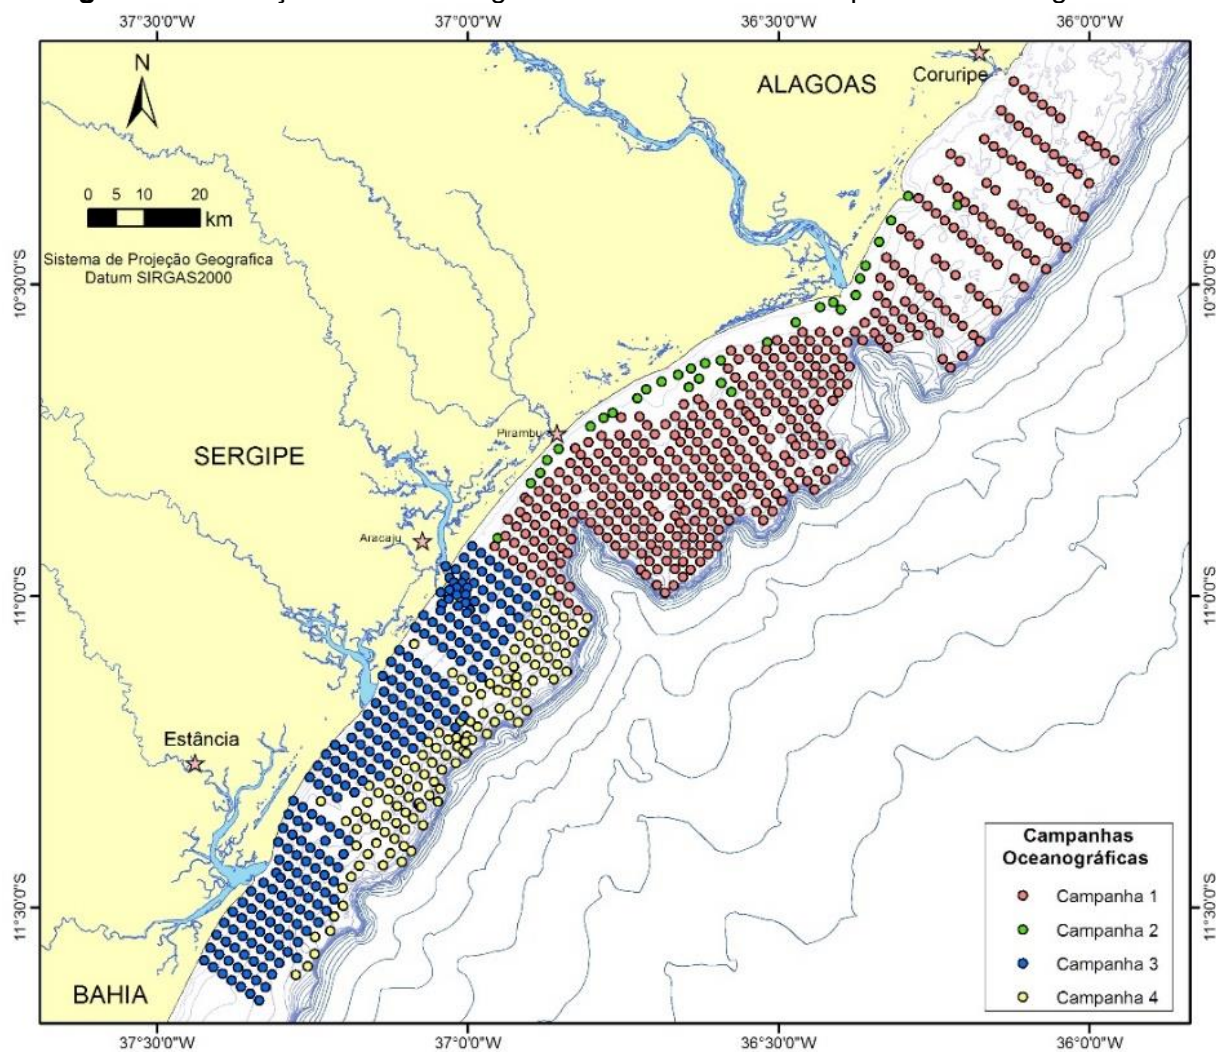 37°30'0"W 37°0'0"W 36°30'0"W 36°0'0"W
N
ALAGOAS
Coruripe
0 5 10 20
km
Sistema de Projeção Geografica
Datum SIRGAS2000
10°30'0"S 10°30'0"S
Pirambu
SERGIPE
Aracaju
11°0'0"S 11°0'0"S
Estância
Campanhas
Oceanográficas
Campanha 1
Campanha 2
Campanha 3
Campanha 4
11°30'0"S 11°30'0"S
BAHIA
37°30'0"W 37°0'0"W 36°30'0"W 36°0'0"W